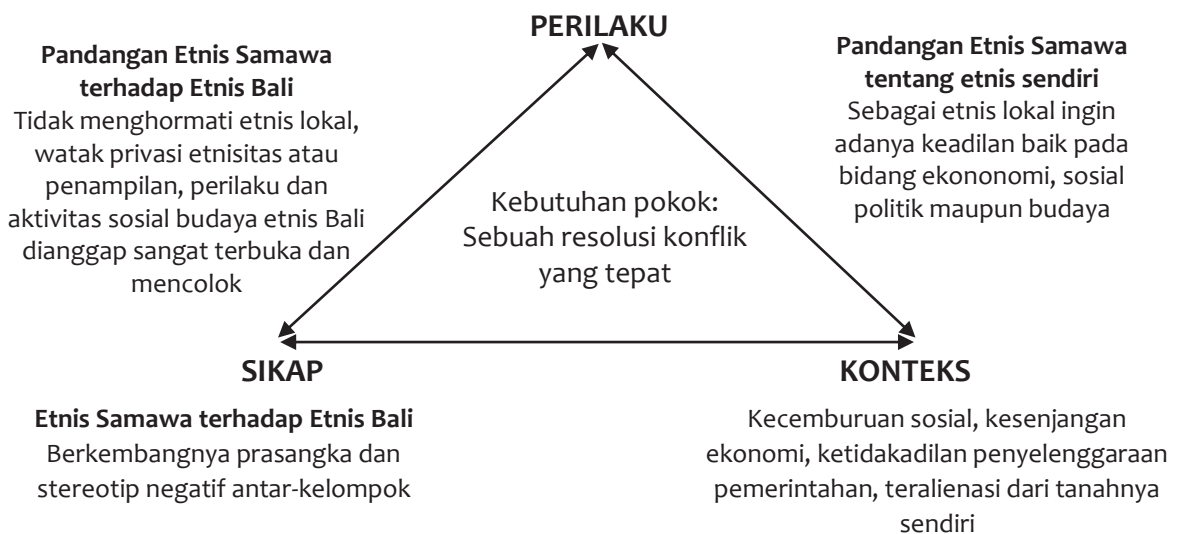 PERILAKU
Pandangan Etnis Samawa
terhadap Etnis Bali
Tidak menghormati etnis lokal,
watak privasi etnisitas atau
penampilan, perilaku dan
aktivitas sosial budaya etnis Bali
dianggap sangat terbuka dan
mencolok
Pandangan Etnis Samawa
tentang etnis sendiri
Sebagai etnis lokal ingin
adanya keadilan baik pada
bidang ekononomi, sosial
politik maupun budaya
Kebutuhan pokok:
Sebuah resolusi konflik
yang tepat
SIKAP
Etnis Samawa terhadap Etnis Bali
Berkembangnya prasangka dan
stereotip negatif antar-kelompok
KONTEKS
Kecemburuan sosial, kesenjangan
ekonomi, ketidakadilan penyelenggaraan
pemerintahan, teralienasi dari tanahnya
sendiri